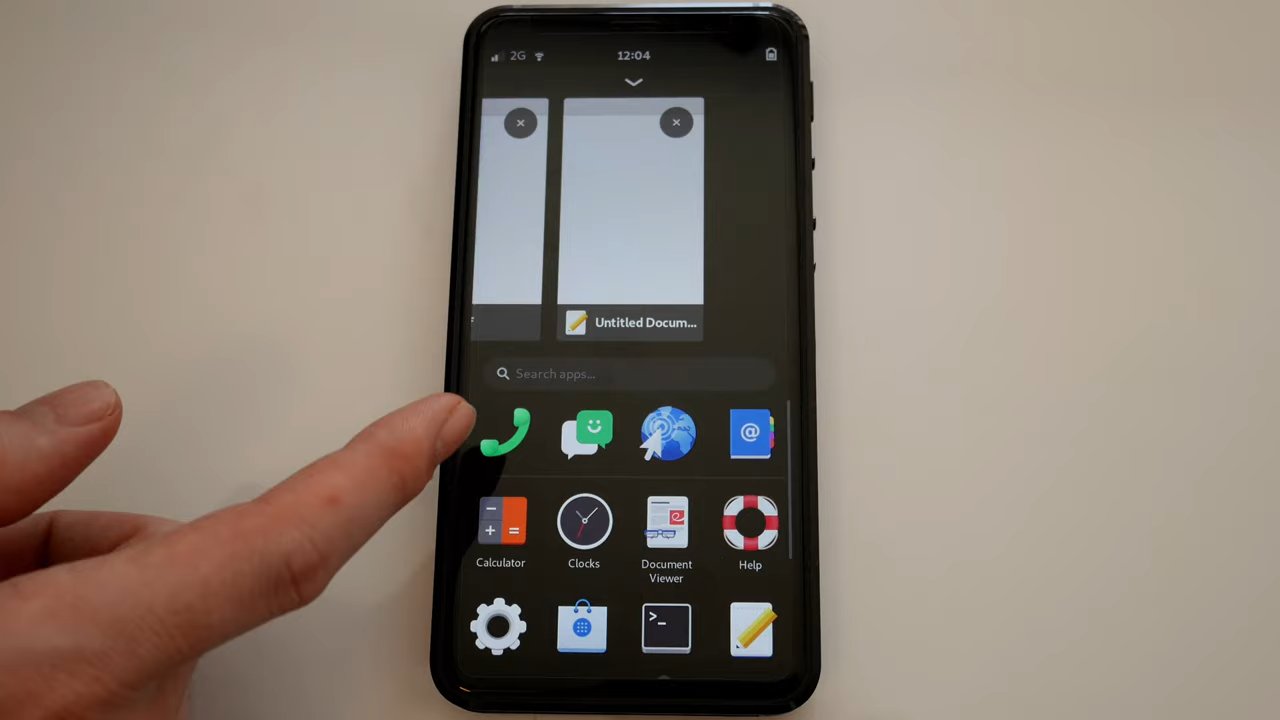 2G 12:04
Untitled Docum...
Search apps...
Calculator Clocks Document Viewer Help